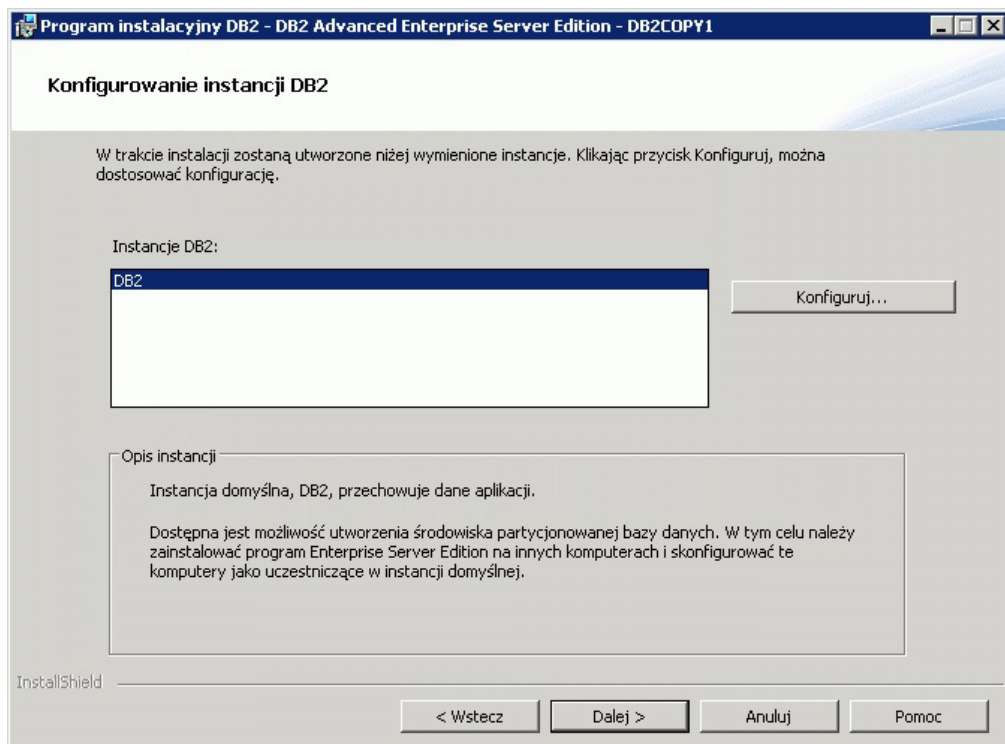 Program instalacyjny DB2 - DB2 Advanced Enterprise Server Edition - DB2COPY1
Konfigurowanie instancji DB2
W trakcie instalacji zostaną utworzone niżej wymienione instancje. Klikając przycisk Konfiguruj, można
dostosować konfigurację.
Instancje DB2:
DB2
Konfiguruj...
Opis instancji
Instancja domyślna, DB2, przechowuje dane aplikacji.
Dostępna jest możliwość utworzenia środowiska partycjonowanej bazy danych. W tym celu należy
zainstalować program Enterprise Server Edition na innych komputerach i skonfigurować te
komputery jako uczestniczące w instancji domyślnej.
InstallShield
< Wstecz
Dalej >
Anuluj
Pomoc